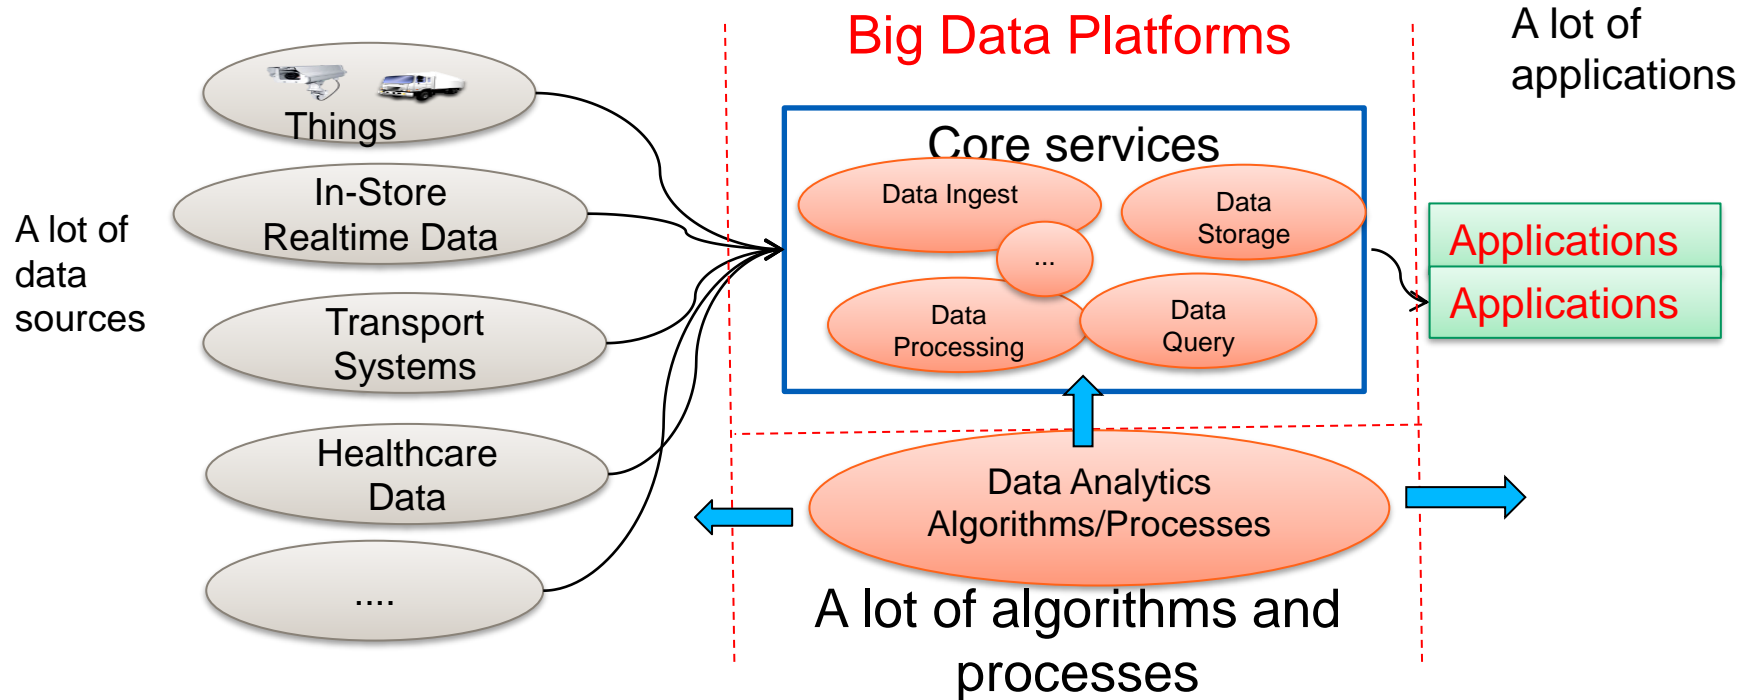 Big Data Platforms
A lot of
applications
A lot of
data
sources
Things
In-Store
Realtime Data
Transport
Systems
Healthcare
Data
....
Core services
Data Ingest
Data
Storage
...
Data
Processing
Data
Query
Applications
Applications
Data Analytics
Algorithms/Processes
A lot of algorithms and
processes